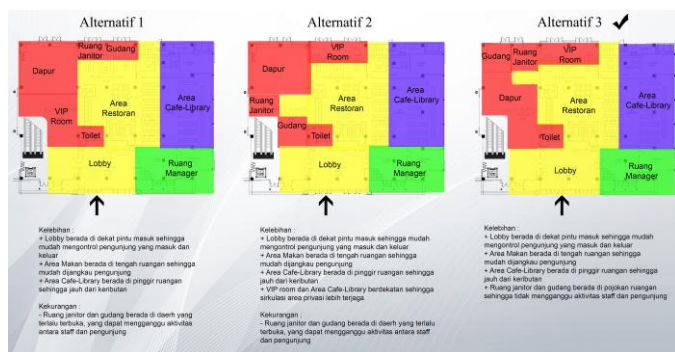 Alternatif 1
Ruang
Janitor
Gudang
Dapur
VIP
Room
Area
Restoran
Area
Cafe-Library
Toilet
Lobby
Ruang
Manager
Kelebihan :
+ Lobby berada di dekat pintu masuk sehingga
mudah mengontrol pengunjung yang masuk dan
keluar
+ Area Makan berada di tengah ruangan sehingga
mudah dijangkau pengunjung
+ Area Cafe-Library berada di pinggir ruangan
sehingga jauh dari keributan
Kekurangan :
- Ruang janitor dan gudang berada di daerh yang
terlalu terbuka, yang dapat mengganggu aktivitas
antara staff dan pengunjung
Alternatif 2
VIP
Room
Dapur
Ruang
Janitor
Area
Restoran
Area
Cafe-Library
Gudang
Toilet
Lobby
Ruang
Manager
Kelebihan :
+ Lobby berada di dekat pintu masuk sehingga mudah
mengontrol pengunjung yang masuk dan keluar
+ Area Makan berada di tengah ruangan sehingga
mudah dijangkau pengunjung
+ Area Cafe-Library berada di pinggir ruangan sehingga
jauh dari keributan
+ VIP room dan Area Cafe-Library berdekatan sehingga
sirkulasi area privasi lebih terjaga
Kekurangan :
- Ruang janitor dan gudang berada di daerah yang terlalu
terbuka, yang dapat mengganggu aktivitas antara staff
dan pengunjung
Alternatif 3
Gudang
Ruang
Janitor
VIP
Room
Dapur
Area
Restoran
Area
Cafe-Library
Toilet
Lobby
Ruang
Manager
Kelebihan :
+ Lobby berada di dekat pintu masuk sehingga mudah
mengontrol pengunjung yang masuk dan keluar
+ Area Makan berada di tengah ruangan sehingga
mudah dijangkau pengunjung
+ Area Cafe-Library berada di pinggir ruangan sehingga
jauh dari keributan
+ Ruang janitor dan gudang berada di pojokan ruangan
sehingga tidak mengganggu aktivitas staff dan pengunjung